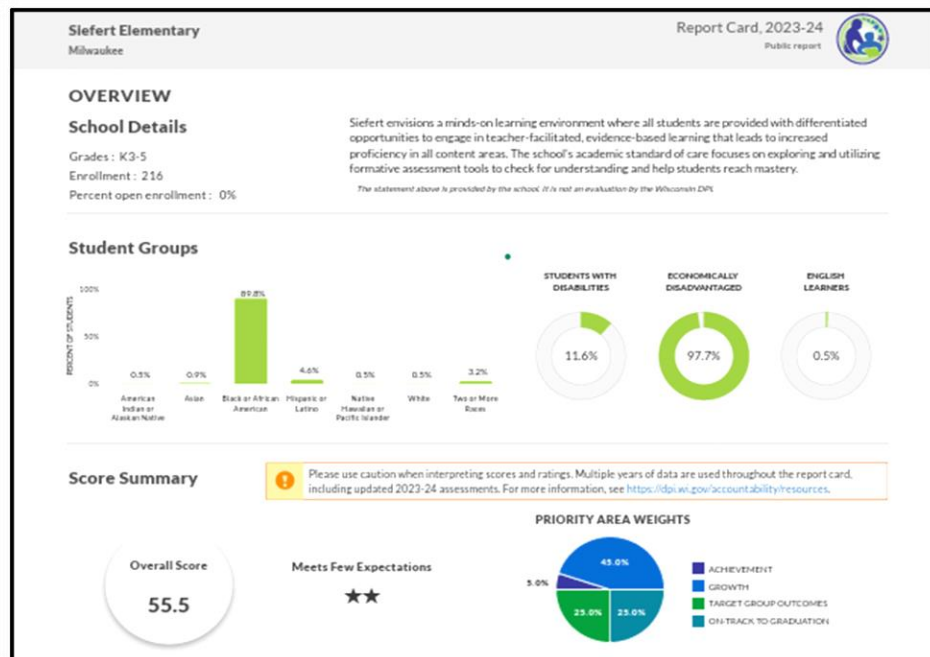 Siefert Elementary
Milwaukee
Report Card, 2023-24
Public report
OVERVIEW
School Details
Grades : K3-5
Enrollment : 216
Percent open enrollment : 0%
Siefert envisions a minds-on learning environment where all students are provided with differentiated
opportunities to engage in teacher-facilitated, evidence-based learning that leads to increased
proficiency in all content areas. The school's academic standard of care focuses on exploring and utilizing
formative assessment tools to check for understanding and help students reach mastery.
The statement above is provided by the school. It is not an evaluation by the Wisconsin DPI.
Student Groups
PERCENT OF STUDENTS
100%
50%
0%
0.5%
0.9%
89.8%
4.6%
0.5%
0.5%
3.2%
American
Indian or
Alaskan Native
Asian
Black or African
American
Hispanic or
Latino
Native
Hawaiian or
Pacific Islander
White
Two or More
Races
STUDENTS WITH
DISABILITIES
11.6%
ECONOMICALLY
DISADVANTAGED
97.7%
ENGLISH
LEARNERS
0.5%
Score Summary
Please use caution when interpreting scores and ratings. Multiple years of data are used throughout the report card,
including updated 2023-24 assessments. For more information, see https://dpi.wi.gov/accountability/resources.
Overall Score
55.5
Meets Few Expectations
★★
PRIORITY AREA WEIGHTS
45.0%
5.0%
25.0%
25.0%
ACHIEVEMENT
GROWTH
TARGET GROUP OUTCOMES
ON-TRACK TO GRADUATION